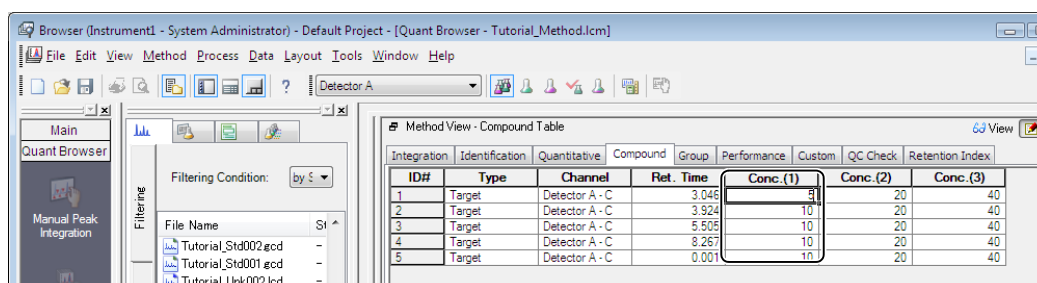 Browser (Instrument1 - System Administrator) - Default Project - [Quant Browser - Tutorial_Method.lcm]
File Edit View Method Process Data Layout Tools Window Help
? Detector A
Main
Quant Browser
Manual Peak
Integration
Filtering
Filtering Condition: by S
File Name St
Tutorial_Std002.gcd -
Tutorial_Std001.gcd -
Tutorial_Unk002.lcd -
Method View - Compound Table View
Integration Identification Quantitative Compound Group Performance Custom QC Check Retention Index
ID# Type Channel Ret. Time Conc.(1) Conc.(2) Conc.(3)
1 Target Detector A - C 3.046 5 20 40
2 Target Detector A - C 3.924 10 20 40
3 Target Detector A - C 5.505 10 20 40
4 Target Detector A - C 8.267 10 20 40
5 Target Detector A - C 0.001 10 20 40